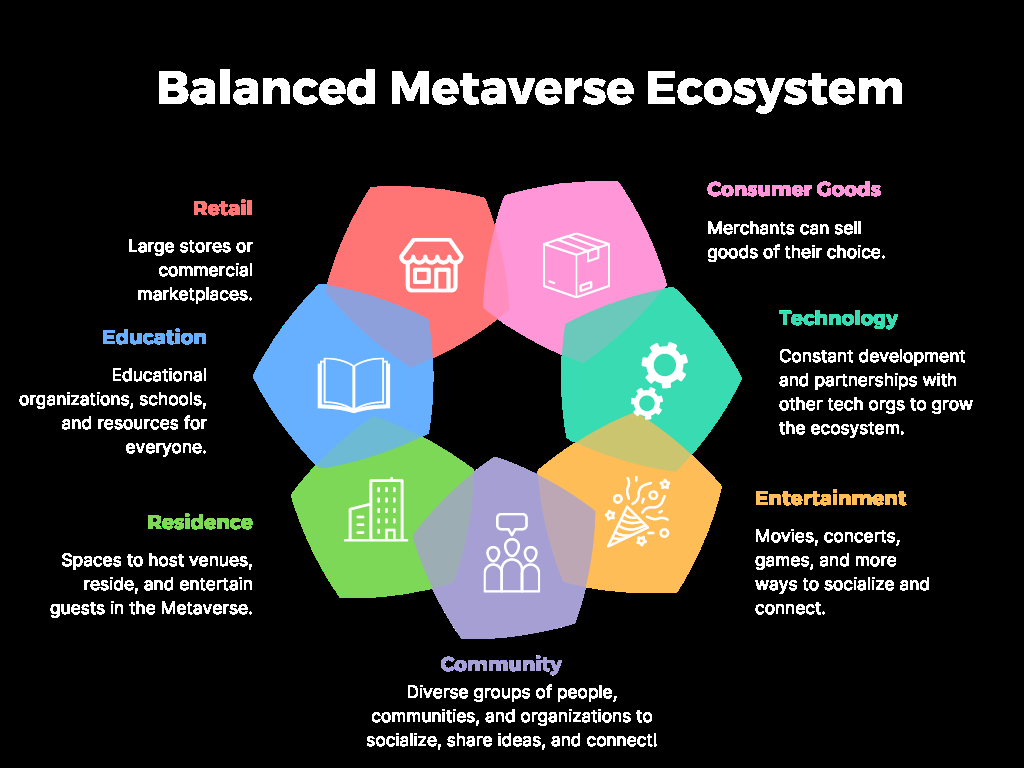 Balanced Metaverse Ecosystem
Retail
Large stores or
commercial
marketplaces.
Consumer Goods
Merchants can sell
goods of their choice.
Education
Educational
organizations, schools,
and resources for
everyone.
Technology
Constant development
and partnerships with
other tech orgs to grow
the ecosystem.
Residence
Spaces to host venues,
reside, and entertain
guests in the Metaverse.
Entertainment
Movies, concerts,
games, and more
ways to socialize and
connect.
Community
Diverse groups of people,
communities, and organizations to
socialize, share ideas, and connect!